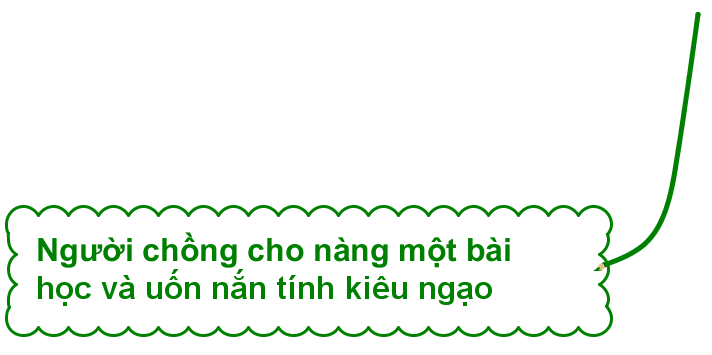 Người chồng cho nàng một bài
học và uốn nắn tính kiêu ngạo